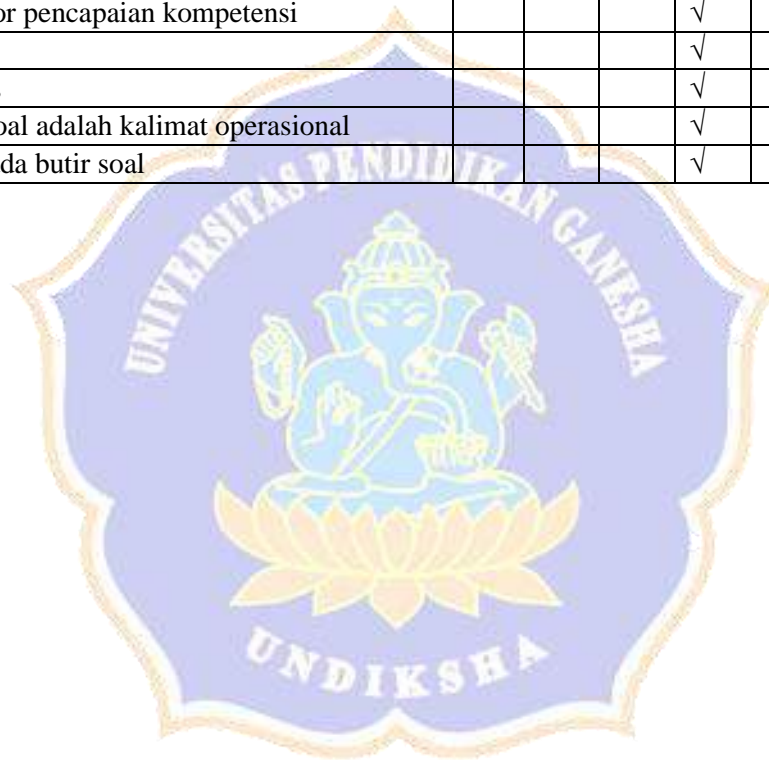 or pencapaian kompetensi √
√
√
oal adalah kalimat operasional √
da butir soal √
UNIVERSITAS PENDIDIKAN GANESHA
UNDIKSHA